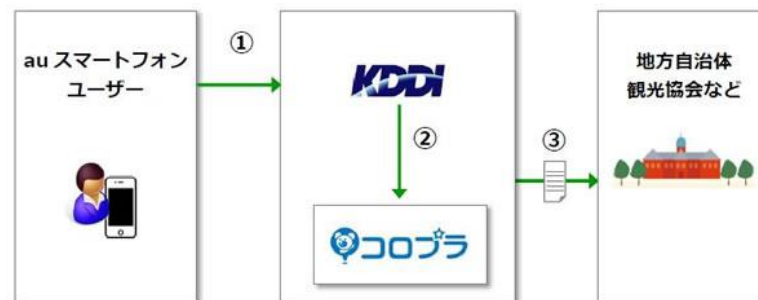 au スマートフォン
ユーザー
①
KDDI
②
コロプラ
③
地方自治体
観光協会など